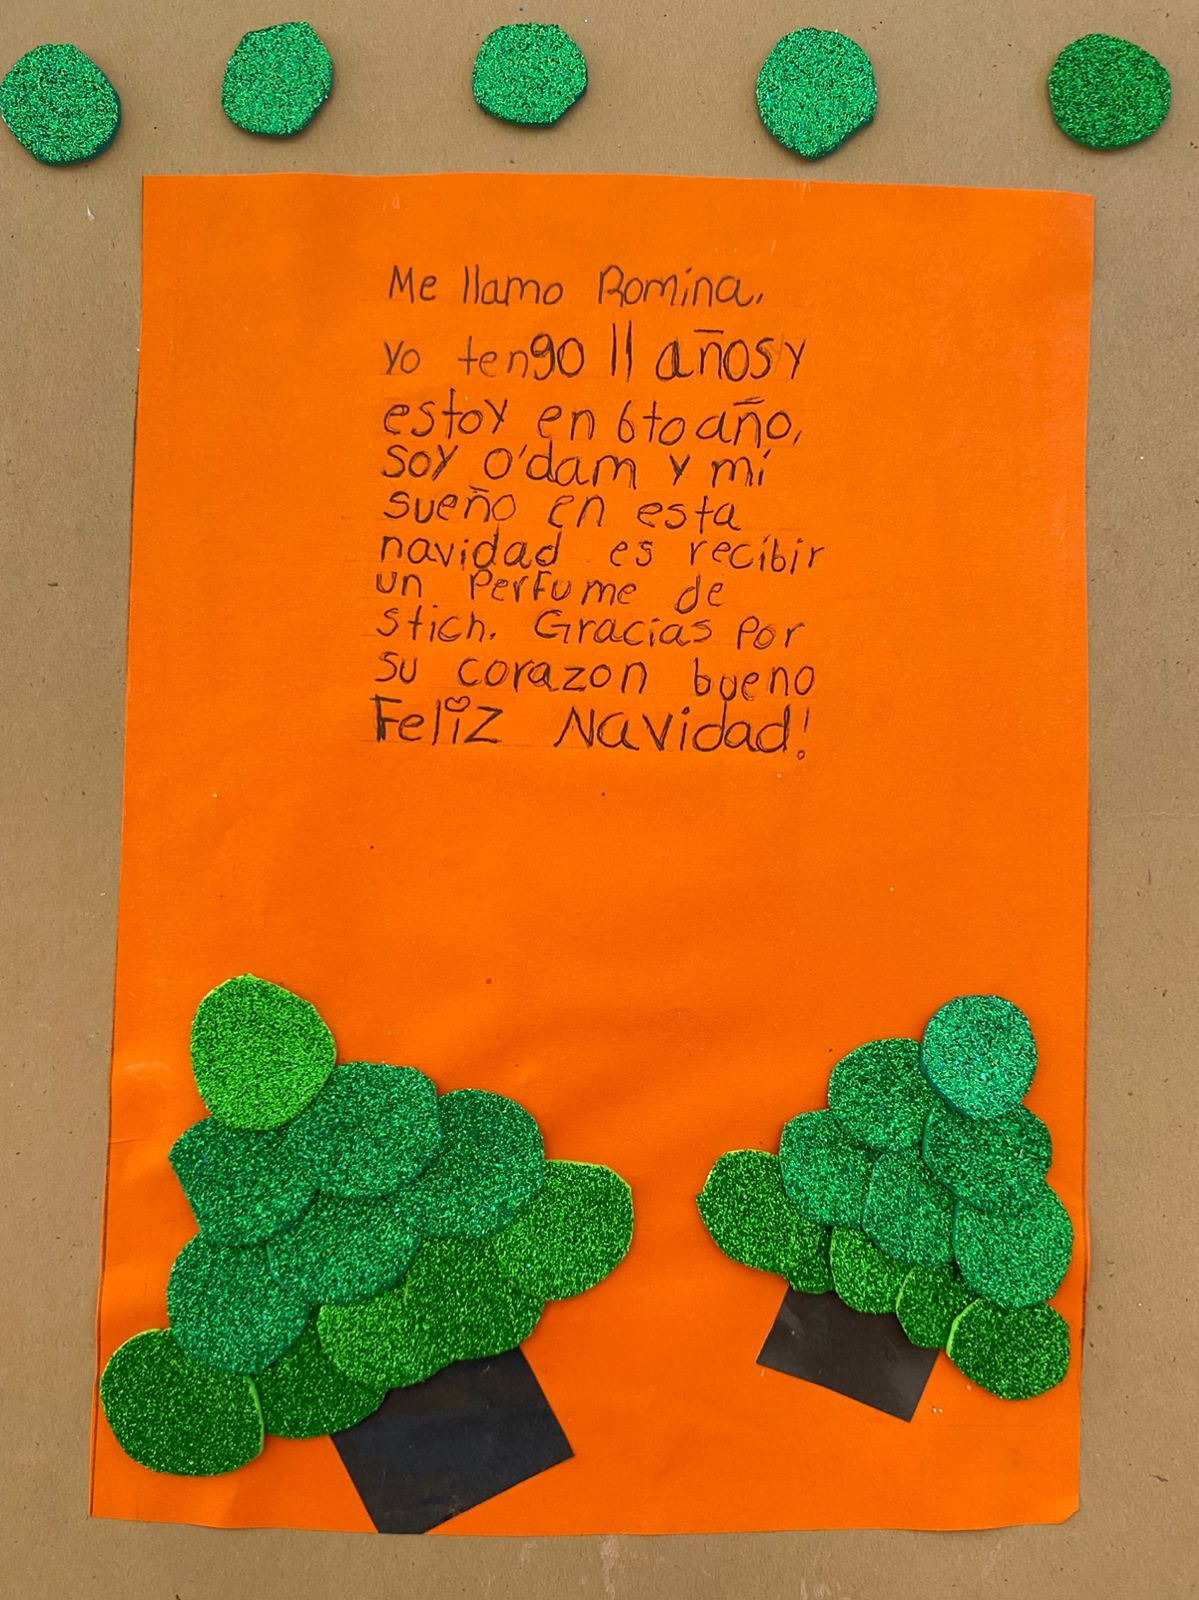 Me llamo Romina.
Yo tengo 11 años y
estoy en 6to año,
soy o'dam y mi
sueño en esta
navidad es recibir
un Perfume de
stich. Gracias Por
su corazon bueno
Feliz Navidad!